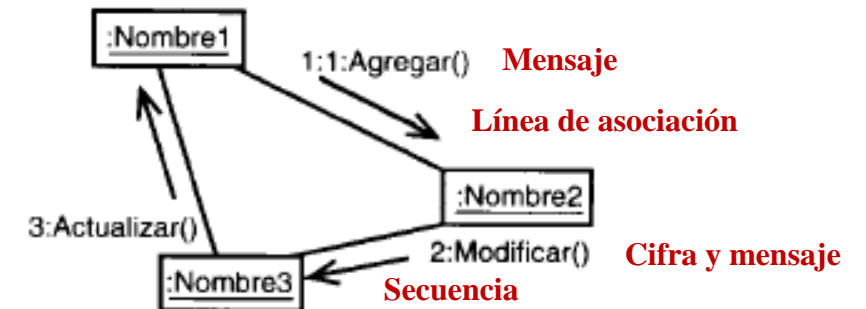 :Nombre1
1:1:Agregar() Mensaje
Línea de asociación
:Nombre2
3:Actualizar()
2:Modificar() Cifra y mensaje
:Nombre3 Secuencia